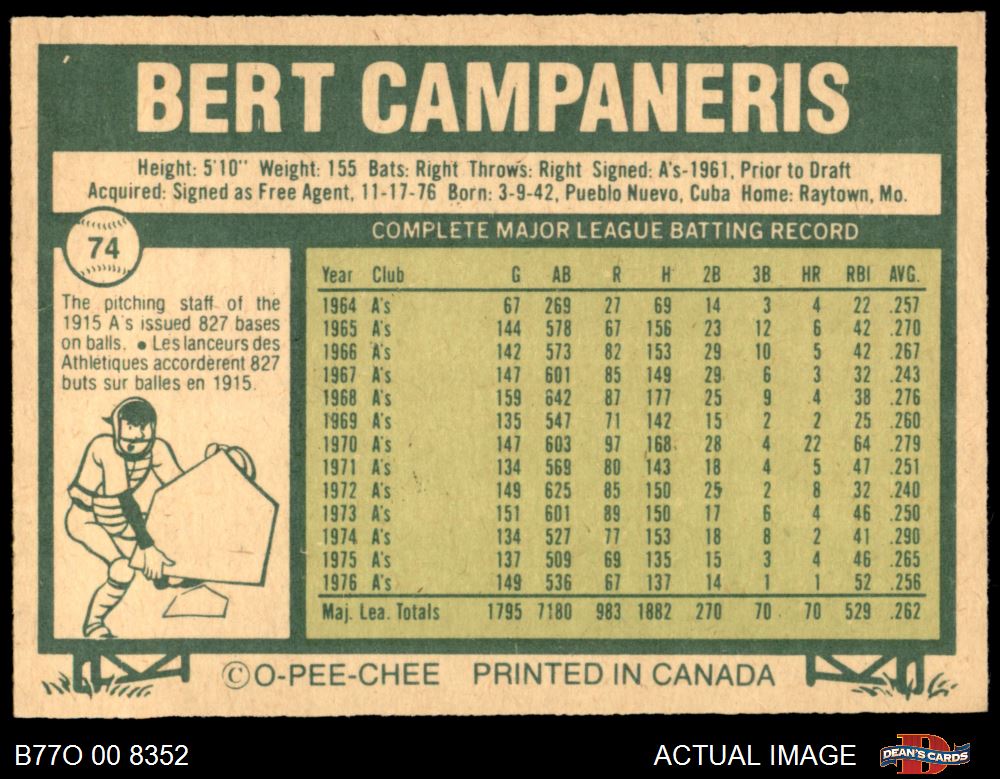 BERT CAMPANERIS
Height: 5'10" Weight: 155 Bats: Right Throws: Right Signed: A's-1961, Prior to Draft
Acquired: Signed as Free Agent, 11-17-76 Born: 3-9-42, Pueblo Nuevo, Cuba Home: Raytown, Mo.
74
The pitching staff of the
1915 A's issued 827 bases
on balls. ● Les lanceurs des
Athlétiques accordèrent 827
buts sur balles en 1915.
COMPLETE MAJOR LEAGUE BATTING RECORD
Year Club G AB R H 2B 3B HR RBI AVG.
1964 A's 67 269 27 69 14 3 4 22 .257
1965 A's 144 578 67 156 23 12 6 42 .270
1966 A's 142 573 82 153 29 10 5 42 .267
1967 A's 147 601 85 149 29 6 3 32 .243
1968 A's 159 642 87 177 25 9 4 38 .276
1969 A's 135 547 71 142 15 2 2 25 .260
1970 A's 147 603 97 168 28 4 22 64 .279
1971 A's 134 569 80 143 18 4 5 47 .251
1972 A's 149 625 85 150 25 2 8 32 .240
1973 A's 151 601 89 150 17 6 4 46 .250
1974 A's 134 527 77 153 18 8 2 41 .290
1975 A's 137 509 69 135 15 3 4 46 .265
1976 A's 149 536 67 137 14 1 1 52 .256
Maj. Lea. Totals 1795 7180 983 1882 270 70 70 529 .262
©O-PEE-CHEE PRINTED IN CANADA
B77O 00 8352
ACTUAL IMAGE
DEAN'S CARDS